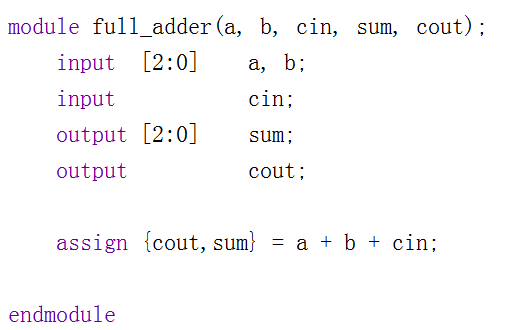 module full_adder(a, b, cin, sum, cout);
    input  [2:0]    a, b;
    input           cin;
    output [2:0]    sum;
    output          cout;

    assign {cout,sum} = a + b + cin;

endmodule